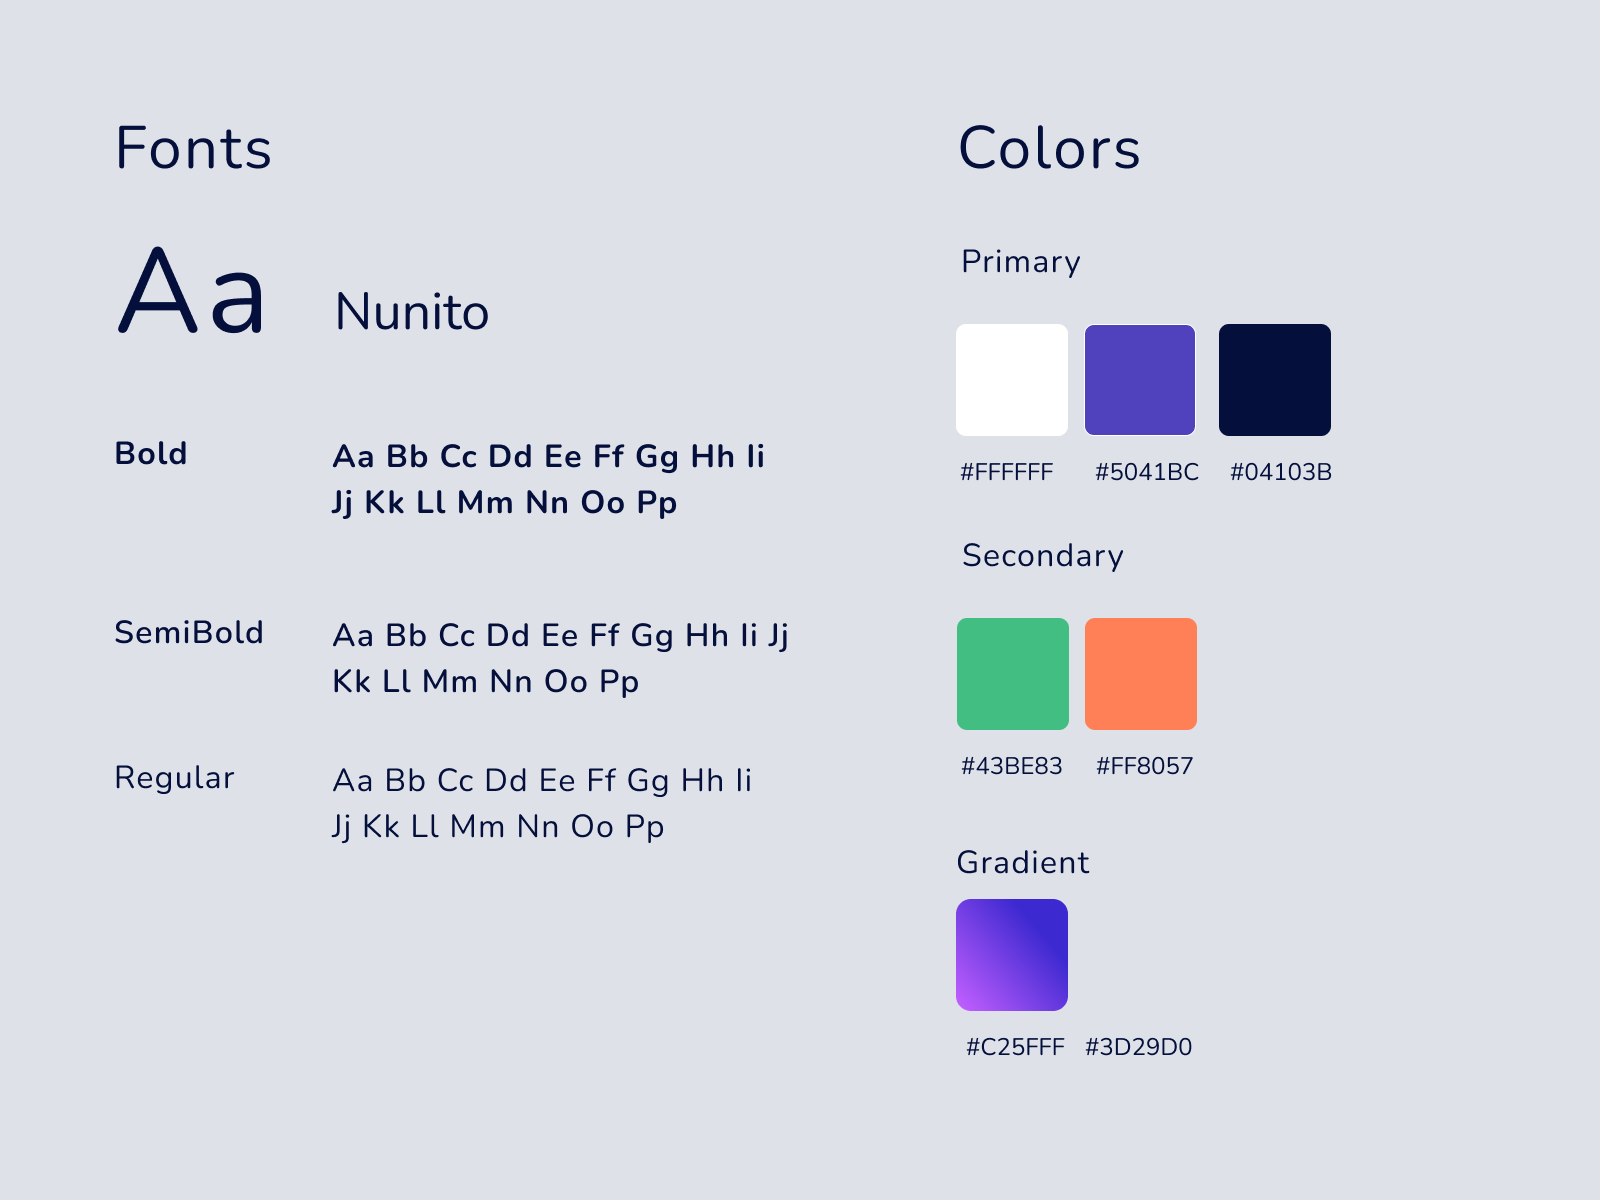 Fonts
Aa
Nunito
Bold
Aa Bb Cc Dd Ee Ff Gg Hh Ii
Jj Kk Ll Mm Nn Oo Pp
SemiBold
Aa Bb Cc Dd Ee Ff Gg Hh Ii Jj
Kk Ll Mm Nn Oo Pp
Regular
Aa Bb Cc Dd Ee Ff Gg Hh Ii
Jj Kk Ll Mm Nn Oo Pp
Colors
Primary
#FFFFFF #5041BC #04103B
Secondary
#43BE83 #FF8057
Gradient
#C25FFF #3D29D0